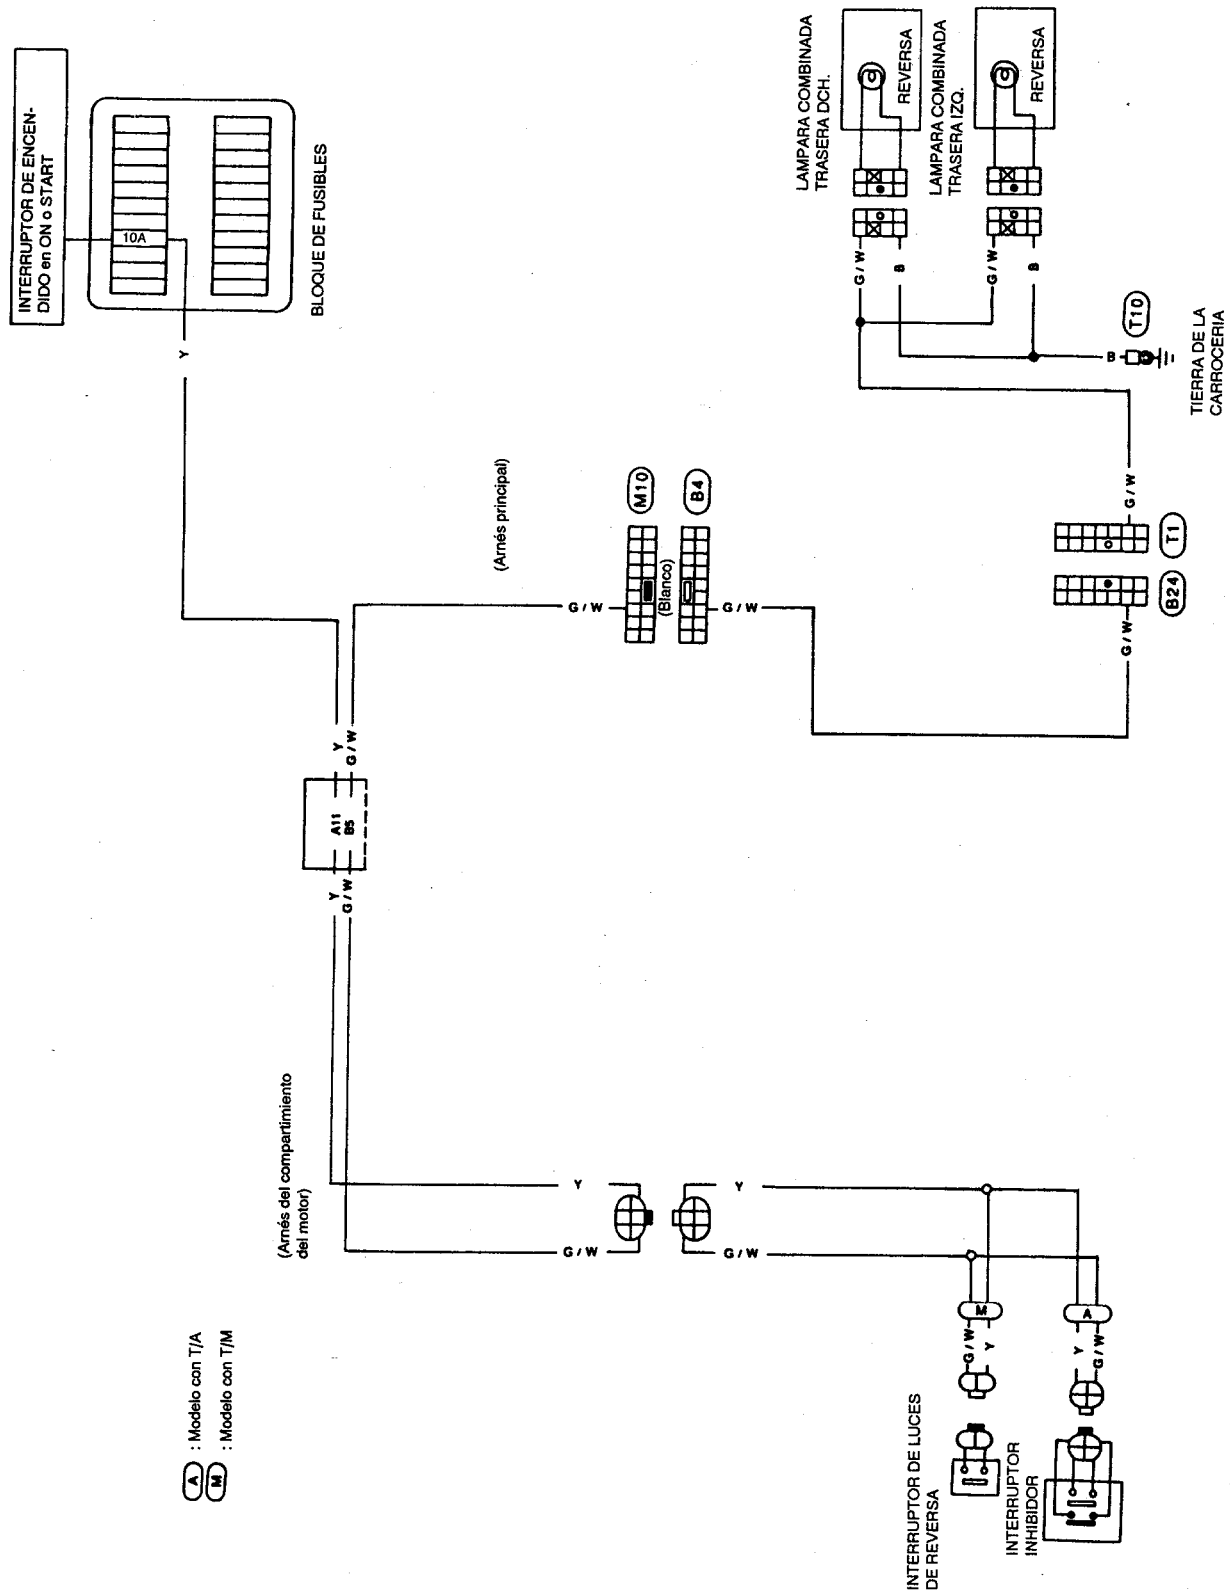 INTERRUPTOR DE ENCEN-
DIDO en ON o START
10A
BLOQUE DE FUSIBLES
Y
(Arnés principal)
G/W
M10
(Blanco)
B4
G/W
Y
G/W
A11
B5
Y
G/W
LAMPARA COMBINADA
TRASERA DCH.
REVERSA
LAMPARA COMBINADA
TRASERA IZQ.
REVERSA
G/W
B
G/W
B
B
T10
TIERRA DE LA
CARROCERIA
G/W
T1
B24
G/W
(Arnés del compartimiento
del motor)
Y
G/W
Y
G/W
A : Modelo con T/A
M : Modelo con T/M
M
G/W
Y
A
Y
G/W
INTERRUPTOR DE LUCES
DE REVERSA
INTERRUPTOR
INHIBIDOR